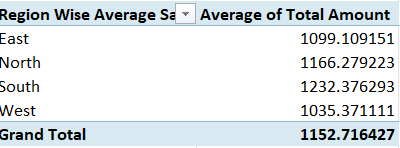 Region Wise Average Sa Average of Total Amount
East 1099.109151
North 1166.279223
South 1232.376293
West 1035.371111
Grand Total 1152.716427